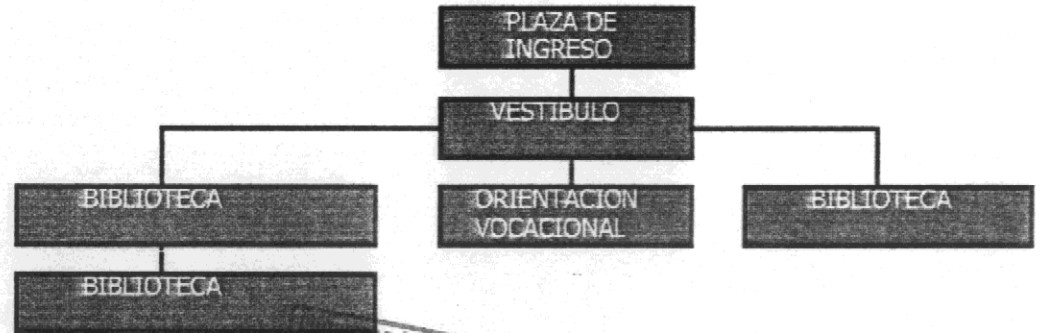 PLAZA DE
INGRESO
VESTIBULO
BIBLIOTECA
ORIENTACION
VOCACIONAL
BIBLIOTECA
BIBLIOTECA